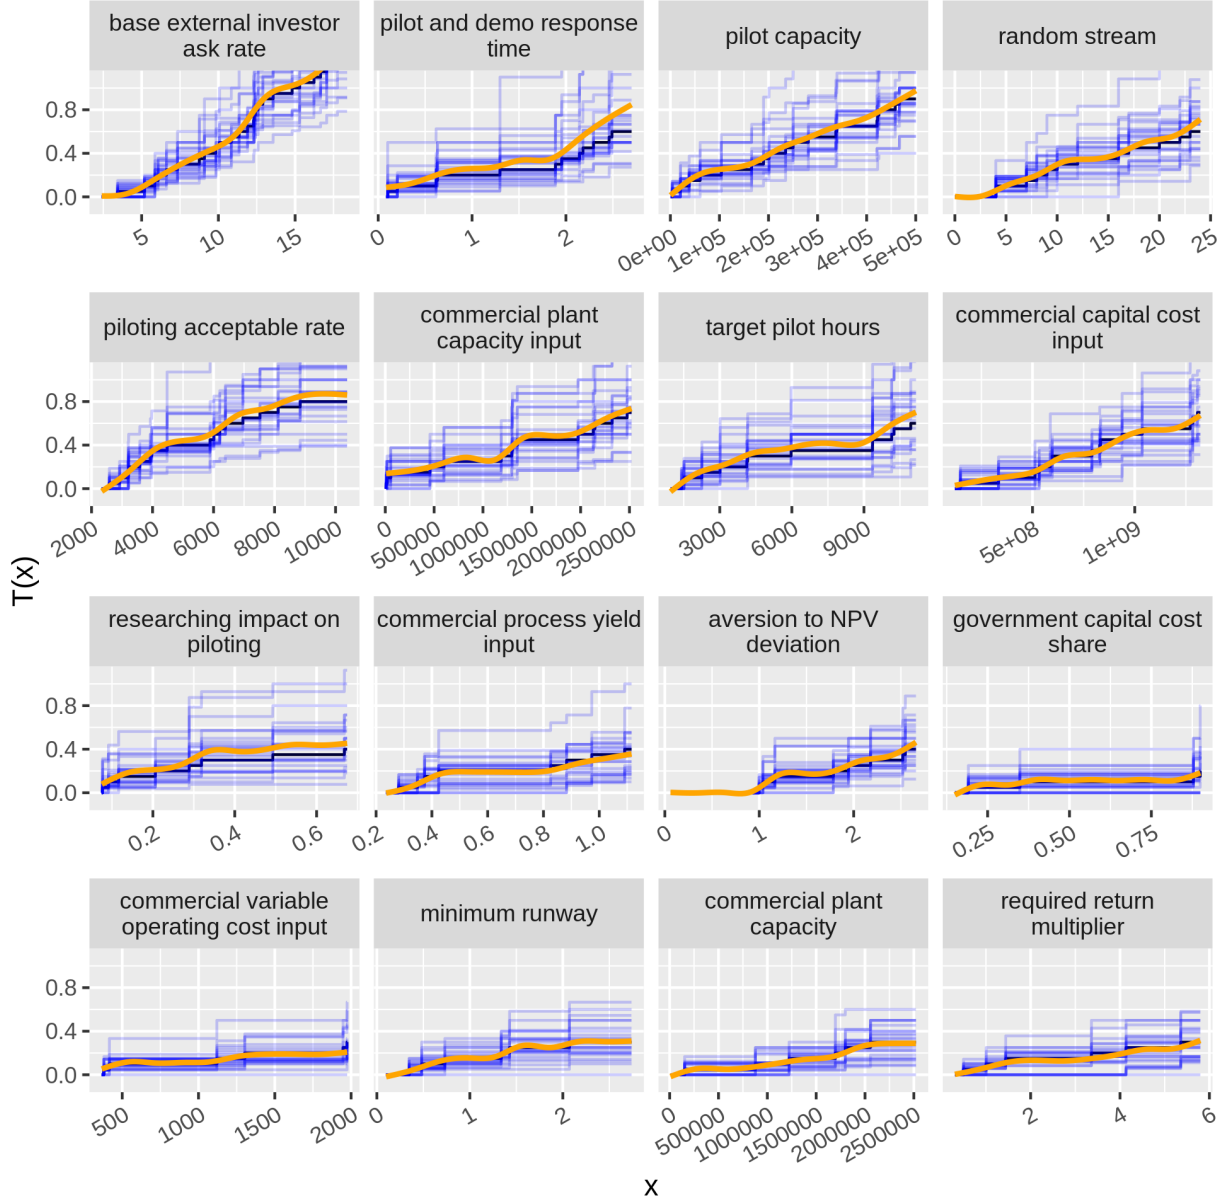 base external investor
ask rate
pilot and demo response
time
pilot capacity
random stream
0.8
0.4
0.0
5
10
15
0
1
2
0e+00
1e+05
2e+05
3e+05
4e+05
5e+05
0
5
10
15
20
25
piloting acceptable rate
commercial plant
capacity input
target pilot hours
commercial capital cost
input
0.8
0.4
0.0
2000
4000
6000
8000
10000
0
500000
1000000
1500000
2000000
2500000
3000
6000
9000
5e+08
1e+09
T(x)
researching impact on
piloting
commercial process yield
input
aversion to NPV
deviation
government capital cost
share
0.8
0.4
0.0
0.2
0.4
0.6
0.2
0.4
0.6
0.8
1.0
0
1
2
0.25
0.50
0.75
commercial variable
operating cost input
minimum runway
commercial plant
capacity
required return
multiplier
0.8
0.4
0.0
500
1000
1500
2000
0
1
2
0
500000
1000000
1500000
2000000
2500000
2
4
6
x